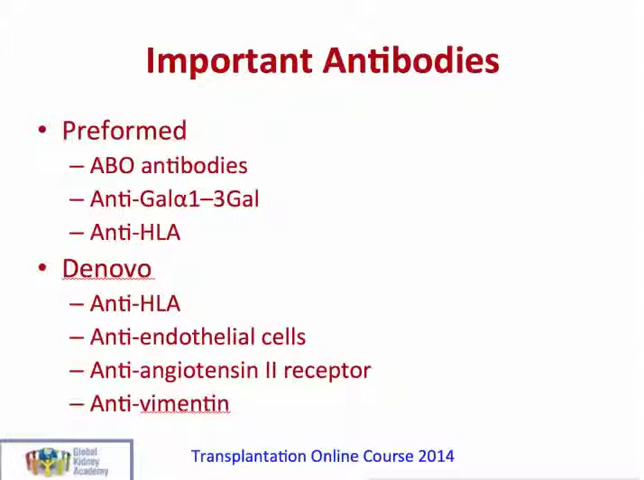 Important Antibodies
• Preformed
– ABO antibodies
– Anti-Galα1–3Gal
– Anti-HLA
• Denovo
– Anti-HLA
– Anti-endothelial cells
– Anti-angiotensin II receptor
– Anti-vimentin
Global
Kidney
Academy
Transplantation Online Course 2014